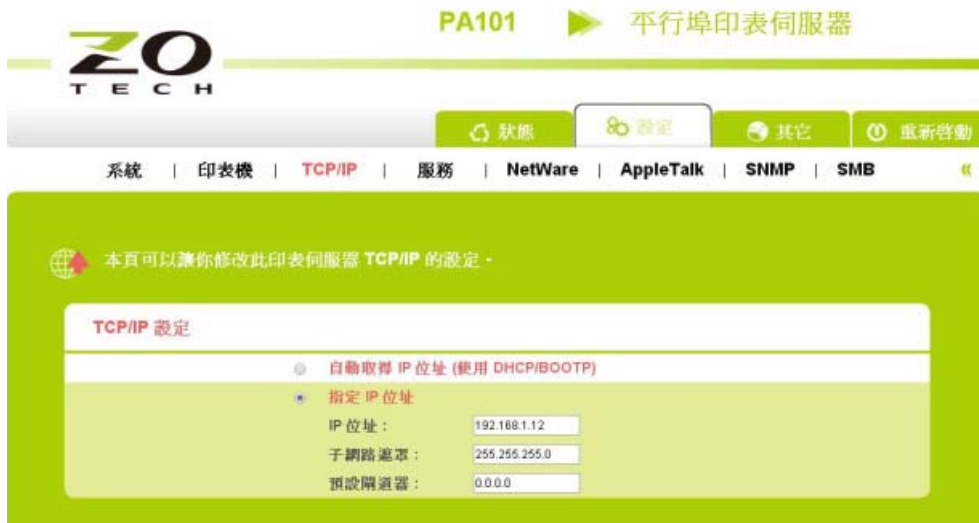 PA101 平行埠印表伺服器
ZO
TECH
狀態 設定 其它 重新啓動
系統 | 印表機 | TCP/IP | 服務 | NetWare | AppleTalk | SNMP | SMB «
本頁可以讓你修改此印表伺服器 TCP/IP 的設定。
TCP/IP 設定
自動取得 IP 位址 (使用 DHCP/BOOTP)
指定 IP 位址
IP 位址： 192.168.1.12
子網路遮罩： 255.255.255.0
預設閘道器： 0.0.0.0